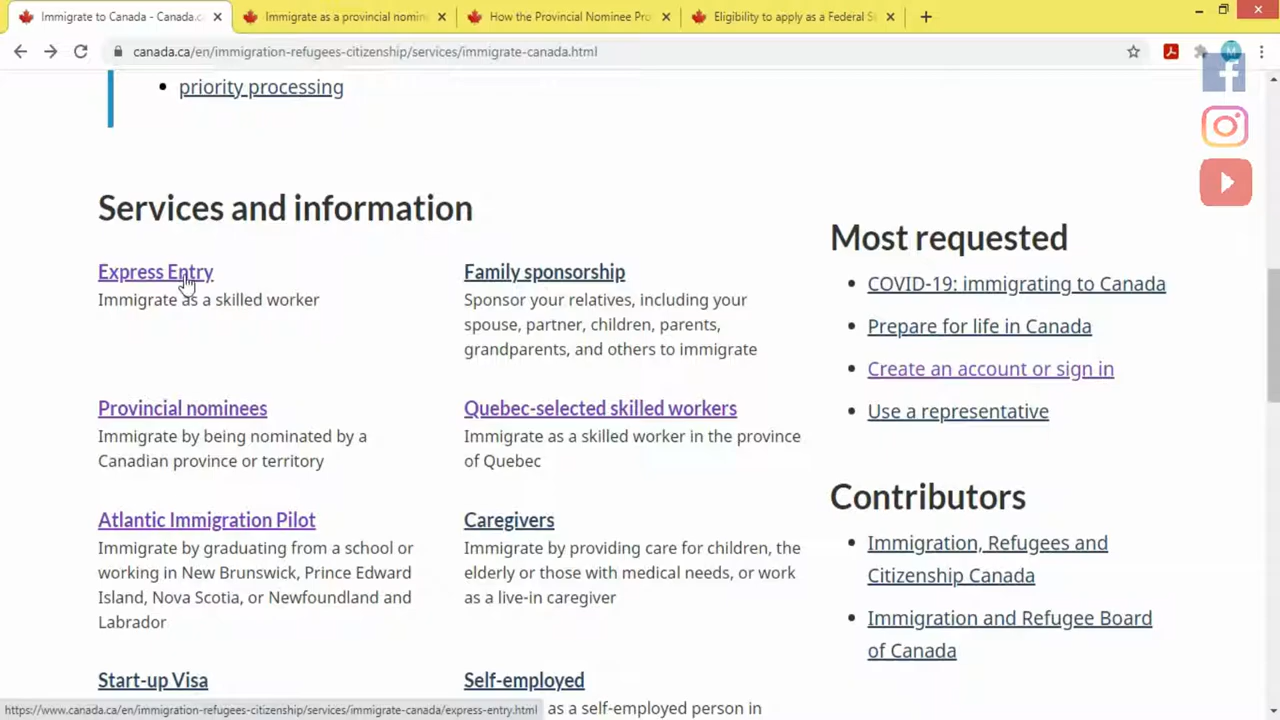 Immigrate to Canada - Canada.c
Immigrate as a provincial nomin
How the Provincial Nominee Pro
Eligibility to apply as a Federal S
canada.ca/en/immigration-refugees-citizenship/services/immigrate-canada.html
M
priority processing
Services and information
Express Entry
Immigrate as a skilled worker
Family sponsorship
Sponsor your relatives, including your
spouse, partner, children, parents,
grandparents, and others to immigrate
Provincial nominees
Immigrate by being nominated by a
Canadian province or territory
Quebec-selected skilled workers
Immigrate as a skilled worker in the province
of Quebec
Atlantic Immigration Pilot
Immigrate by graduating from a school or
working in New Brunswick, Prince Edward
Island, Nova Scotia, or Newfoundland and
Labrador
Caregivers
Immigrate by providing care for children, the
elderly or those with medical needs, or work
as a live-in caregiver
Start-up Visa
Self-employed
as a self-employed person in
Most requested
COVID-19: immigrating to Canada
Prepare for life in Canada
Create an account or sign in
Use a representative
Contributors
Immigration, Refugees and
Citizenship Canada
Immigration and Refugee Board
of Canada
https://www.canada.ca/en/immigration-refugees-citizenship/services/immigrate-canada/express-entry.html